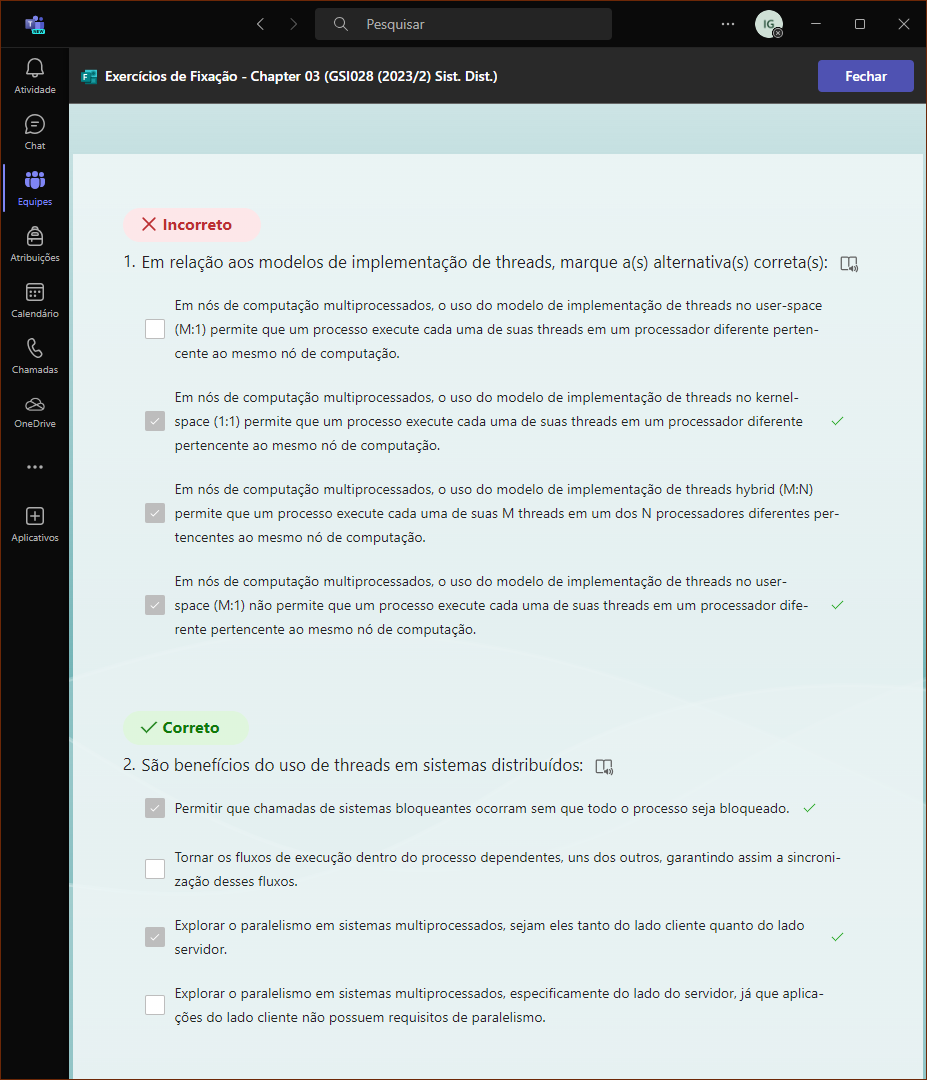 Pesquisar
IG
Atividade
Chat
Equipes
Atribuições
Calendário
Chamadas
OneDrive
Aplicativos
Exercícios de Fixação - Chapter 03 (GSI028 (2023/2) Sist. Dist.)
Fechar
Incorreto
1. Em relação aos modelos de implementação de threads, marque a(s) alternativa(s) correta(s):
Em nós de computação multiprocessados, o uso do modelo de implementação de threads no user-space
(M:1) permite que um processo execute cada uma de suas threads em um processador diferente perten-
cente ao mesmo nó de computação.
Em nós de computação multiprocessados, o uso do modelo de implementação de threads no kernel-
space (1:1) permite que um processo execute cada uma de suas threads em um processador diferente
pertencente ao mesmo nó de computação.
Em nós de computação multiprocessados, o uso do modelo de implementação de threads hybrid (M:N)
permite que um processo execute cada uma de suas M threads em um dos N processadores diferentes per-
tencentes ao mesmo nó de computação.
Em nós de computação multiprocessados, o uso do modelo de implementação de threads no user-
space (M:1) não permite que um processo execute cada uma de suas threads em um processador dife-
rente pertencente ao mesmo nó de computação.
Correto
2. São benefícios do uso de threads em sistemas distribuídos:
Permitir que chamadas de sistemas bloqueantes ocorram sem que todo o processo seja bloqueado.
Tornar os fluxos de execução dentro do processo dependentes, uns dos outros, garantindo assim a sincroni-
zação desses fluxos.
Explorar o paralelismo em sistemas multiprocessados, sejam eles tanto do lado cliente quanto do lado
servidor.
Explorar o paralelismo em sistemas multiprocessados, especificamente do lado do servidor, já que aplica-
ções do lado cliente não possuem requisitos de paralelismo.